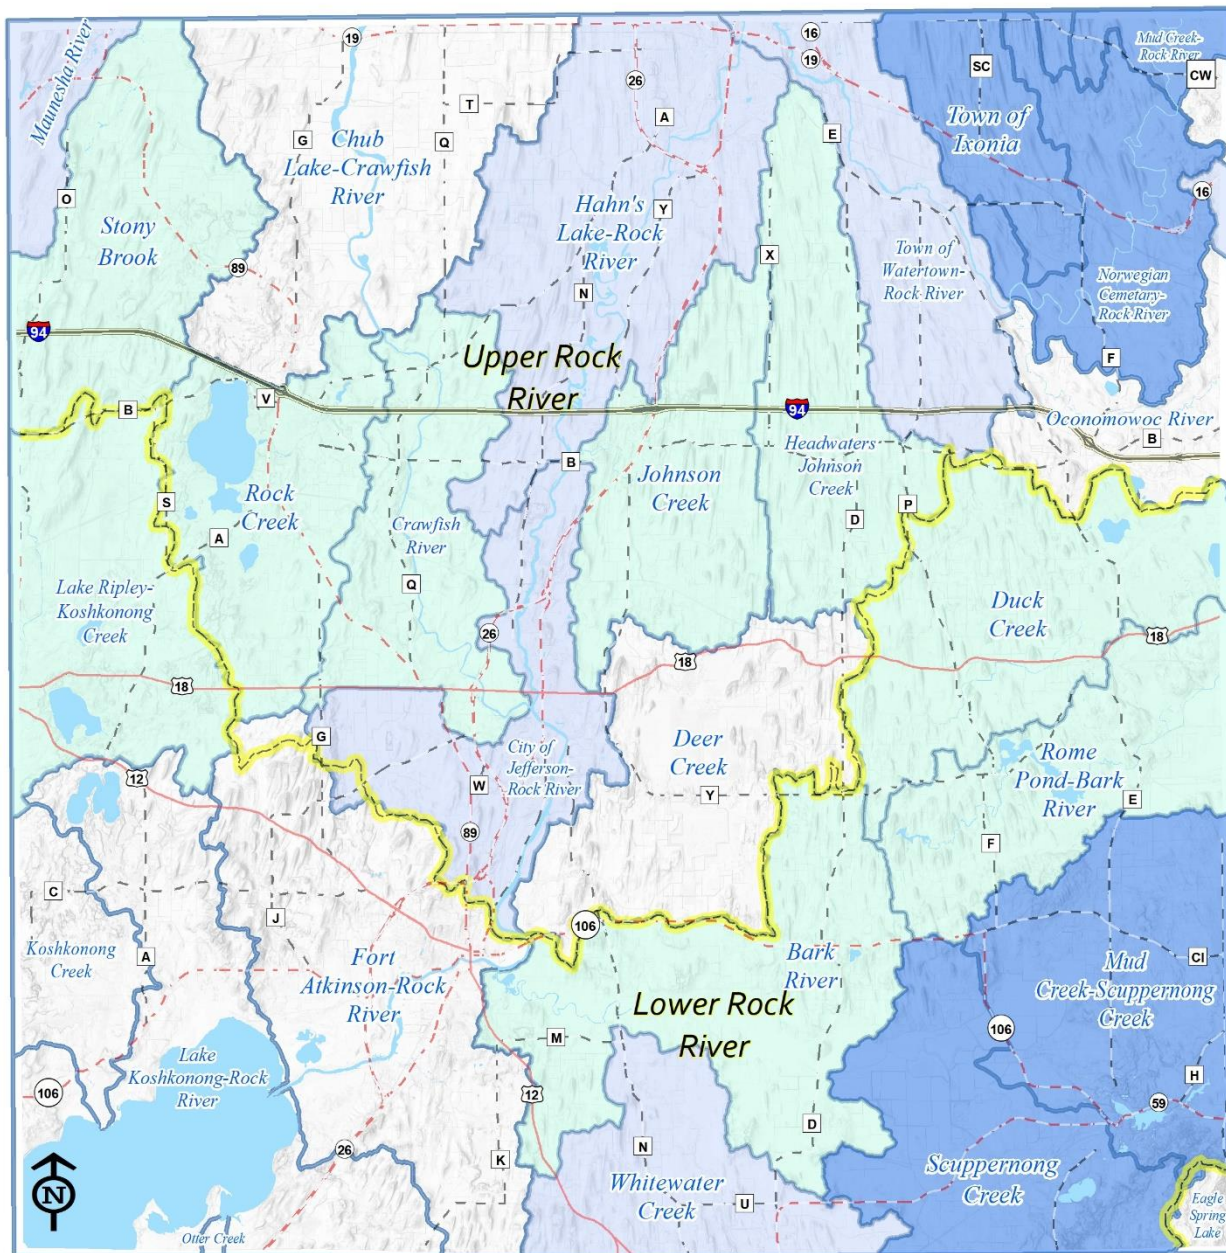 19
16
19
Mud Creek-
Rock River
CW
SC
26
Maunesha River
T
A
Town of
Ixonia
G
Chub
Lake-Crawfish
River
Q
E
O
16
Stony
Brook
Hahn's
Lake-Rock
River
Y
X
Town of
Watertown-
Rock River
89
Norwegian
Cemetary-
Rock River
N
94
Upper Rock
River
F
V
B
94
Oconomowoc River
B
Headwaters
Johnson
Creek
B
Johnson
Creek
S
Rock
Creek
P
D
A
Crawfish
River
Lake Ripley-
Koshkonong
Creek
Q
Duck
Creek
26
18
18
18
G
Deer
Creek
City of
Jefferson-
Rock River
Rome
Pond-Bark
River
12
W
Y
E
89
F
C
J
106
Koshkonong
Creek
A
Fort
Atkinson-Rock
River
Bark
River
Mud
Creek-Scuppernong
Creek
CI
Lower Rock
River
106
M
Lake
Koshkonong-Rock
River
106
12
H
59
D
26
K
N
Whitewater
Creek
U
Scuppernong
Creek
N
Otter Creek
Eagle
Spring
Lake